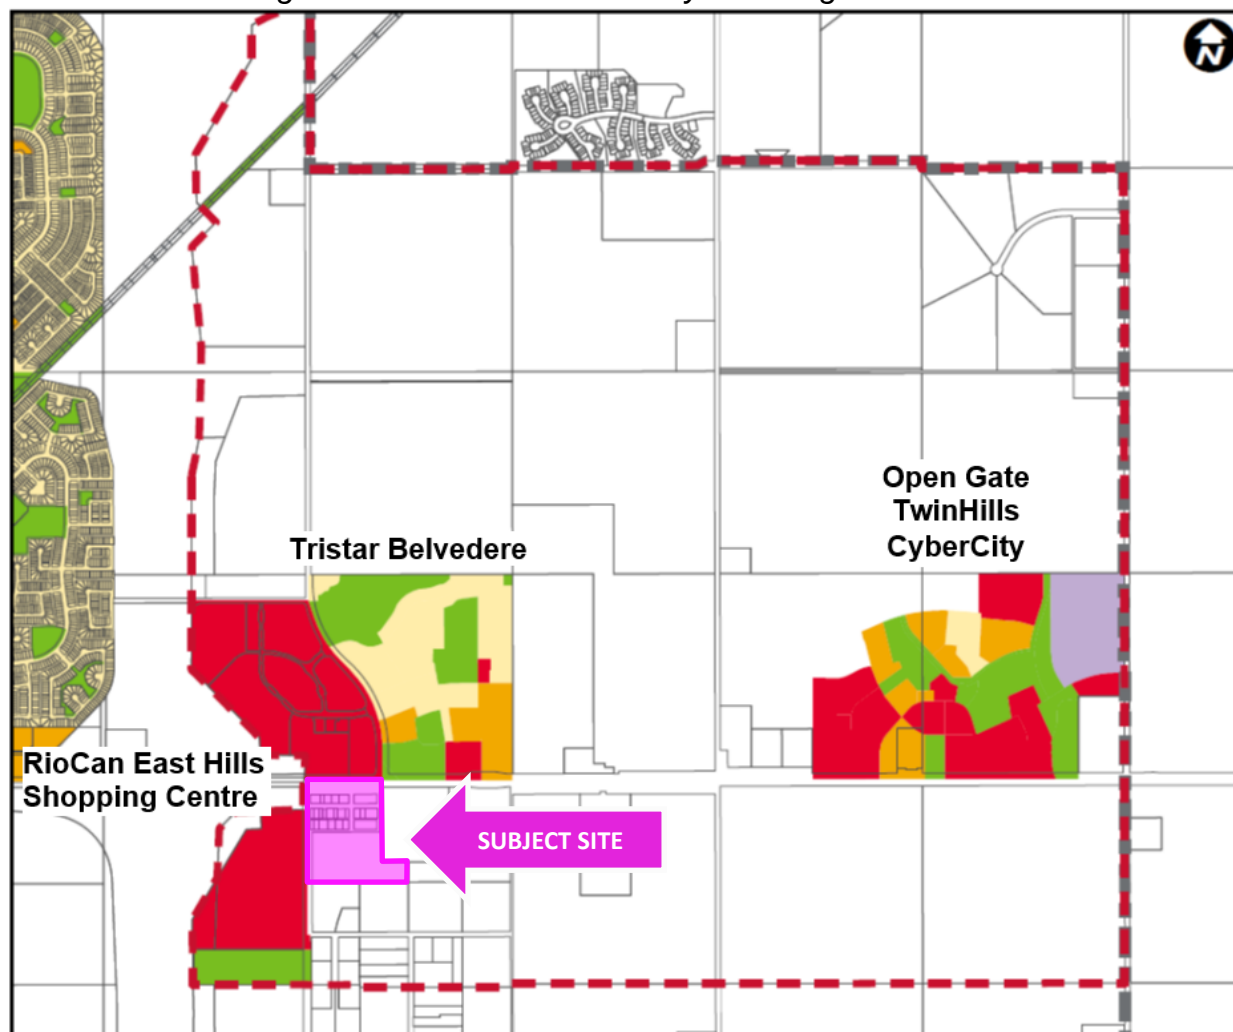 N
Open Gate
TwinHills
CyberCity
Tristar Belvedere
RioCan East Hills
Shopping Centre
SUBJECT SITE